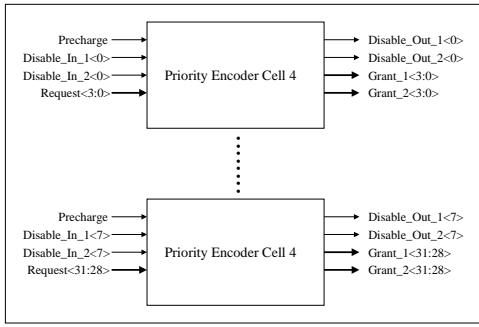 Precharge
Disable_In_1<0>
Disable_In_2<0>
Request<3:0>
Priority Encoder Cell 4
Disable_Out_1<0>
Disable_Out_2<0>
Grant_1<3:0>
Grant_2<3:0>
Precharge
Disable_In_1<7>
Disable_In_2<7>
Request<31:28>
Priority Encoder Cell 4
Disable_Out_1<7>
Disable_Out_2<7>
Grant_1<31:28>
Grant_2<31:28>